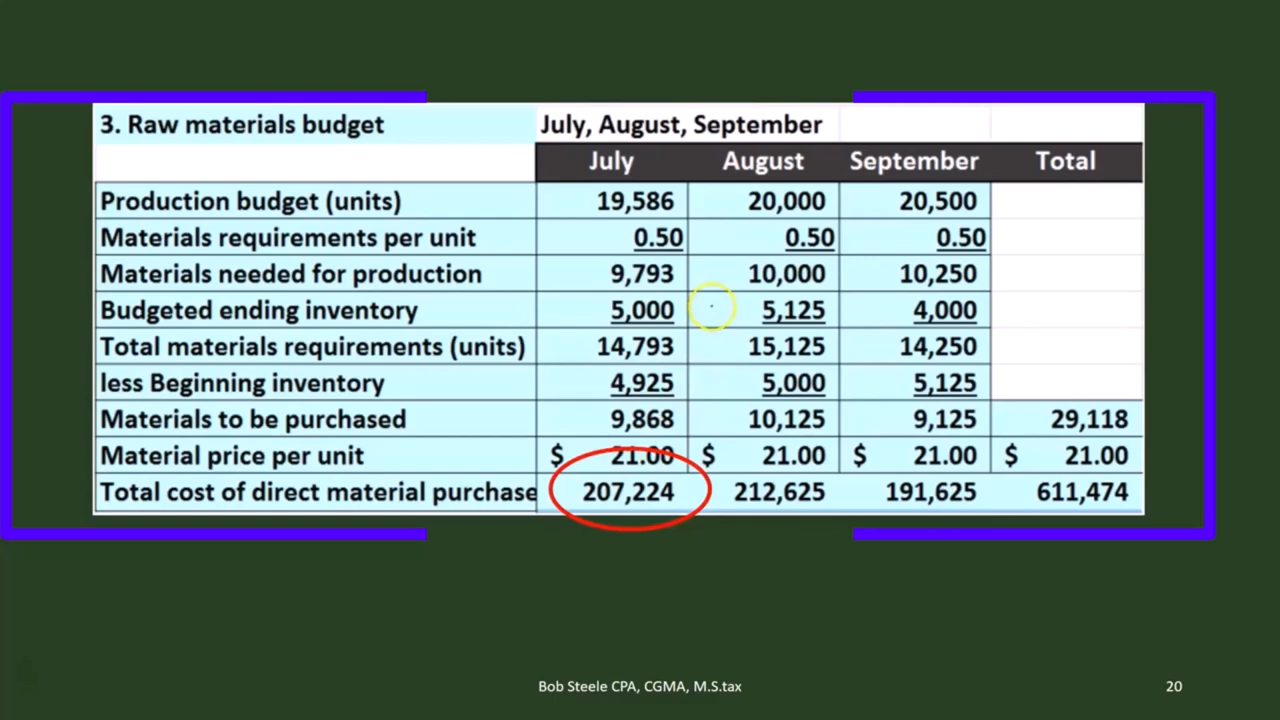 3. Raw materials budget July, August, September
July August September Total
Production budget (units) 19,586 20,000 20,500
Materials requirements per unit 0.50 0.50 0.50
Materials needed for production 9,793 10,000 10,250
Budgeted ending inventory 5,000 5,125 4,000
Total materials requirements (units) 14,793 15,125 14,250
less Beginning inventory 4,925 5,000 5,125
Materials to be purchased 9,868 10,125 9,125 29,118
Material price per unit $ 21.00 $ 21.00 $ 21.00 $ 21.00
Total cost of direct material purchase 207,224 212,625 191,625 611,474
Bob Steele CPA, CGMA, M.S.tax 20